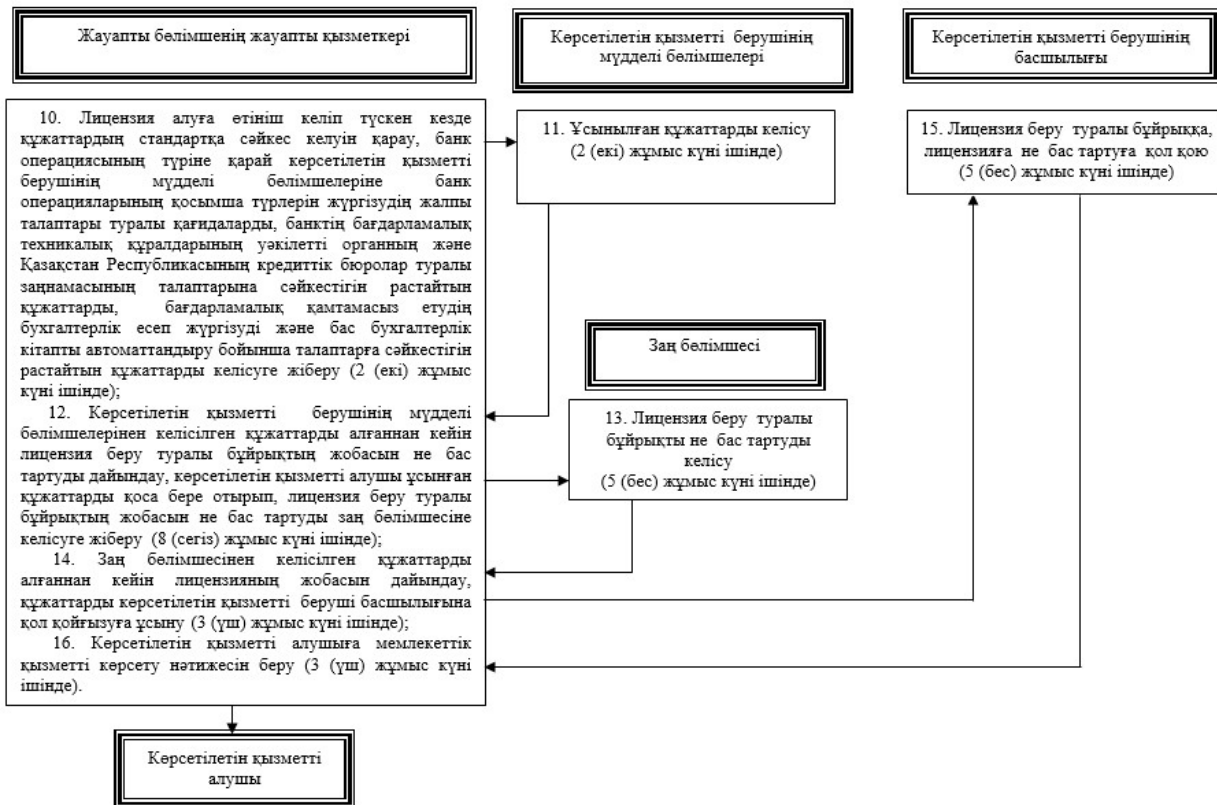 Жауапты бөлімшенің жауапты қызметкері
Көрсетілетін қызметті берушінің
мүдделі бөлімшелері
Көрсетілетін қызметті берушінің
басшылығы
10. Лицензия алуға өтініш келіп түскен кезде
құжаттардың стандартқа сәйкес келуін қарау, банк
операциясының түріне қарай көрсетілетін қызметті
берушінің мүдделі бөлімшелеріне банк
операцияларының қосымша түрлерін жүргізудің жалпы
талаптары туралы қағидаларды, банктің бағдарламалық
техникалық құралдарының уәкілетті органның және
Қазақстан Республикасының кредиттік бюролар туралы
заңнамасының талаптарына сәйкестігін растайтын
құжаттарды, бағдарламалық қамтамасыз етудің
бухгалтерлік есеп жүргізуді және бас бухгалтерлік
кітапты автоматтандыру бойынша талаптарға сәйкестігін
растайтын құжаттарды келісуге жіберу (2 (екі) жұмыс
күні ішінде);
12. Көрсетілетін қызметті берушінің мүдделі
бөлімшелерінен келісілген құжаттарды алғаннан кейін
лицензия беру туралы бұйрықтың жобасын не бас
тартуды дайындау, көрсетілетін қызметті алушы ұсынған
құжаттарды қоса бере отырып, лицензия беру туралы
бұйрықтың жобасын не бас тартуды заң бөлімшесіне
келісуге жіберу (8 (сегіз) жұмыс күні ішінде);
14. Заң бөлімшесінен келісілген құжаттарды
алғаннан кейін лицензияның жобасын дайындау,
құжаттарды көрсетілетін қызметті беруші басшылығына
қол қойғызуға ұсыну (3 (үш) жұмыс күні ішінде);
16. Көрсетілетін қызметті алушыға мемлекеттік
қызметті көрсету нәтижесін беру (3 (үш) жұмыс күні
ішінде).
11. Ұсынылған құжаттарды келісу
(2 (екі) жұмыс күні ішінде)
15. Лицензия беру туралы бұйрыққа,
лицензияға не бас тартуға қол қою
(5 (бес) жұмыс күні ішінде)
Заң бөлімшесі
13. Лицензия беру туралы
бұйрықты не бас тартуды
келісу
(5 (бес) жұмыс күні ішінде)
Көрсетілетін қызметті
алушы